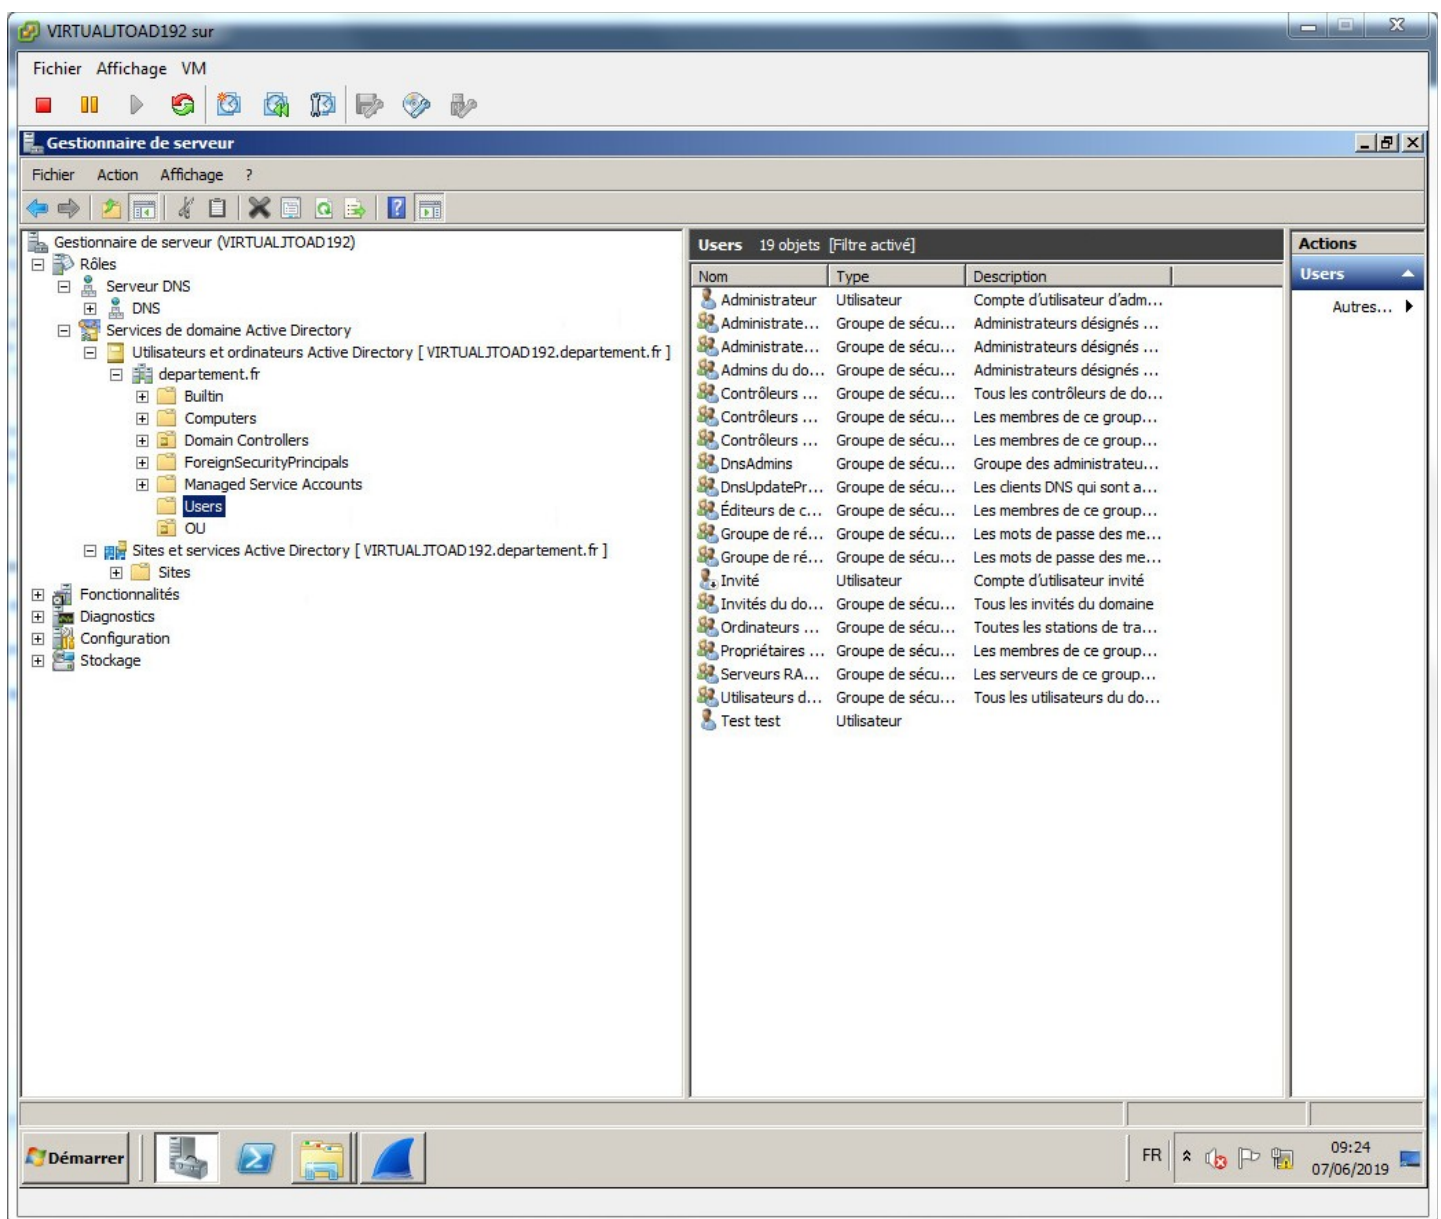 VIRTUALJTOAD192 sur
Fichier Affichage VM
Gestionnaire de serveur
Fichier Action Affichage ?
Gestionnaire de serveur (VIRTUALJTOAD192)
Rôles
Serveur DNS
DNS
Services de domaine Active Directory
Utilisateurs et ordinateurs Active Directory [ VIRTUALJTOAD192.departement.fr ]
departement.fr
Builtin
Computers
Domain Controllers
ForeignSecurityPrincipals
Managed Service Accounts
Users
OU
Sites et services Active Directory [ VIRTUALJTOAD192.departement.fr ]
Sites
Fonctionnalités
Diagnostics
Configuration
Stockage
Users 19 objets [Filtre activé]
Nom Type Description
Administrateur Utilisateur Compte d'utilisateur d'adm...
Administrate... Groupe de sécu... Administrateurs désignés ...
Administrate... Groupe de sécu... Administrateurs désignés ...
Admins du do... Groupe de sécu... Administrateurs désignés ...
Contrôleurs ... Groupe de sécu... Tous les contrôleurs de do...
Contrôleurs ... Groupe de sécu... Les membres de ce group...
Contrôleurs ... Groupe de sécu... Les membres de ce group...
DnsAdmins Groupe de sécu... Groupe des administrateu...
DnsUpdatePr... Groupe de sécu... Les clients DNS qui sont a...
Éditeurs de c... Groupe de sécu... Les membres de ce group...
Groupe de ré... Groupe de sécu... Les mots de passe des me...
Groupe de ré... Groupe de sécu... Les mots de passe des me...
Invité Utilisateur Compte d'utilisateur invité
Invités du do... Groupe de sécu... Tous les invités du domaine
Ordinateurs ... Groupe de sécu... Toutes les stations de tra...
Propriétaires ... Groupe de sécu... Les membres de ce group...
Serveurs RA... Groupe de sécu... Les serveurs de ce group...
Utilisateurs d... Groupe de sécu... Tous les utilisateurs du do...
Test test Utilisateur
Actions
Users
Autres...
Démarrer
FR
09:24
07/06/2019